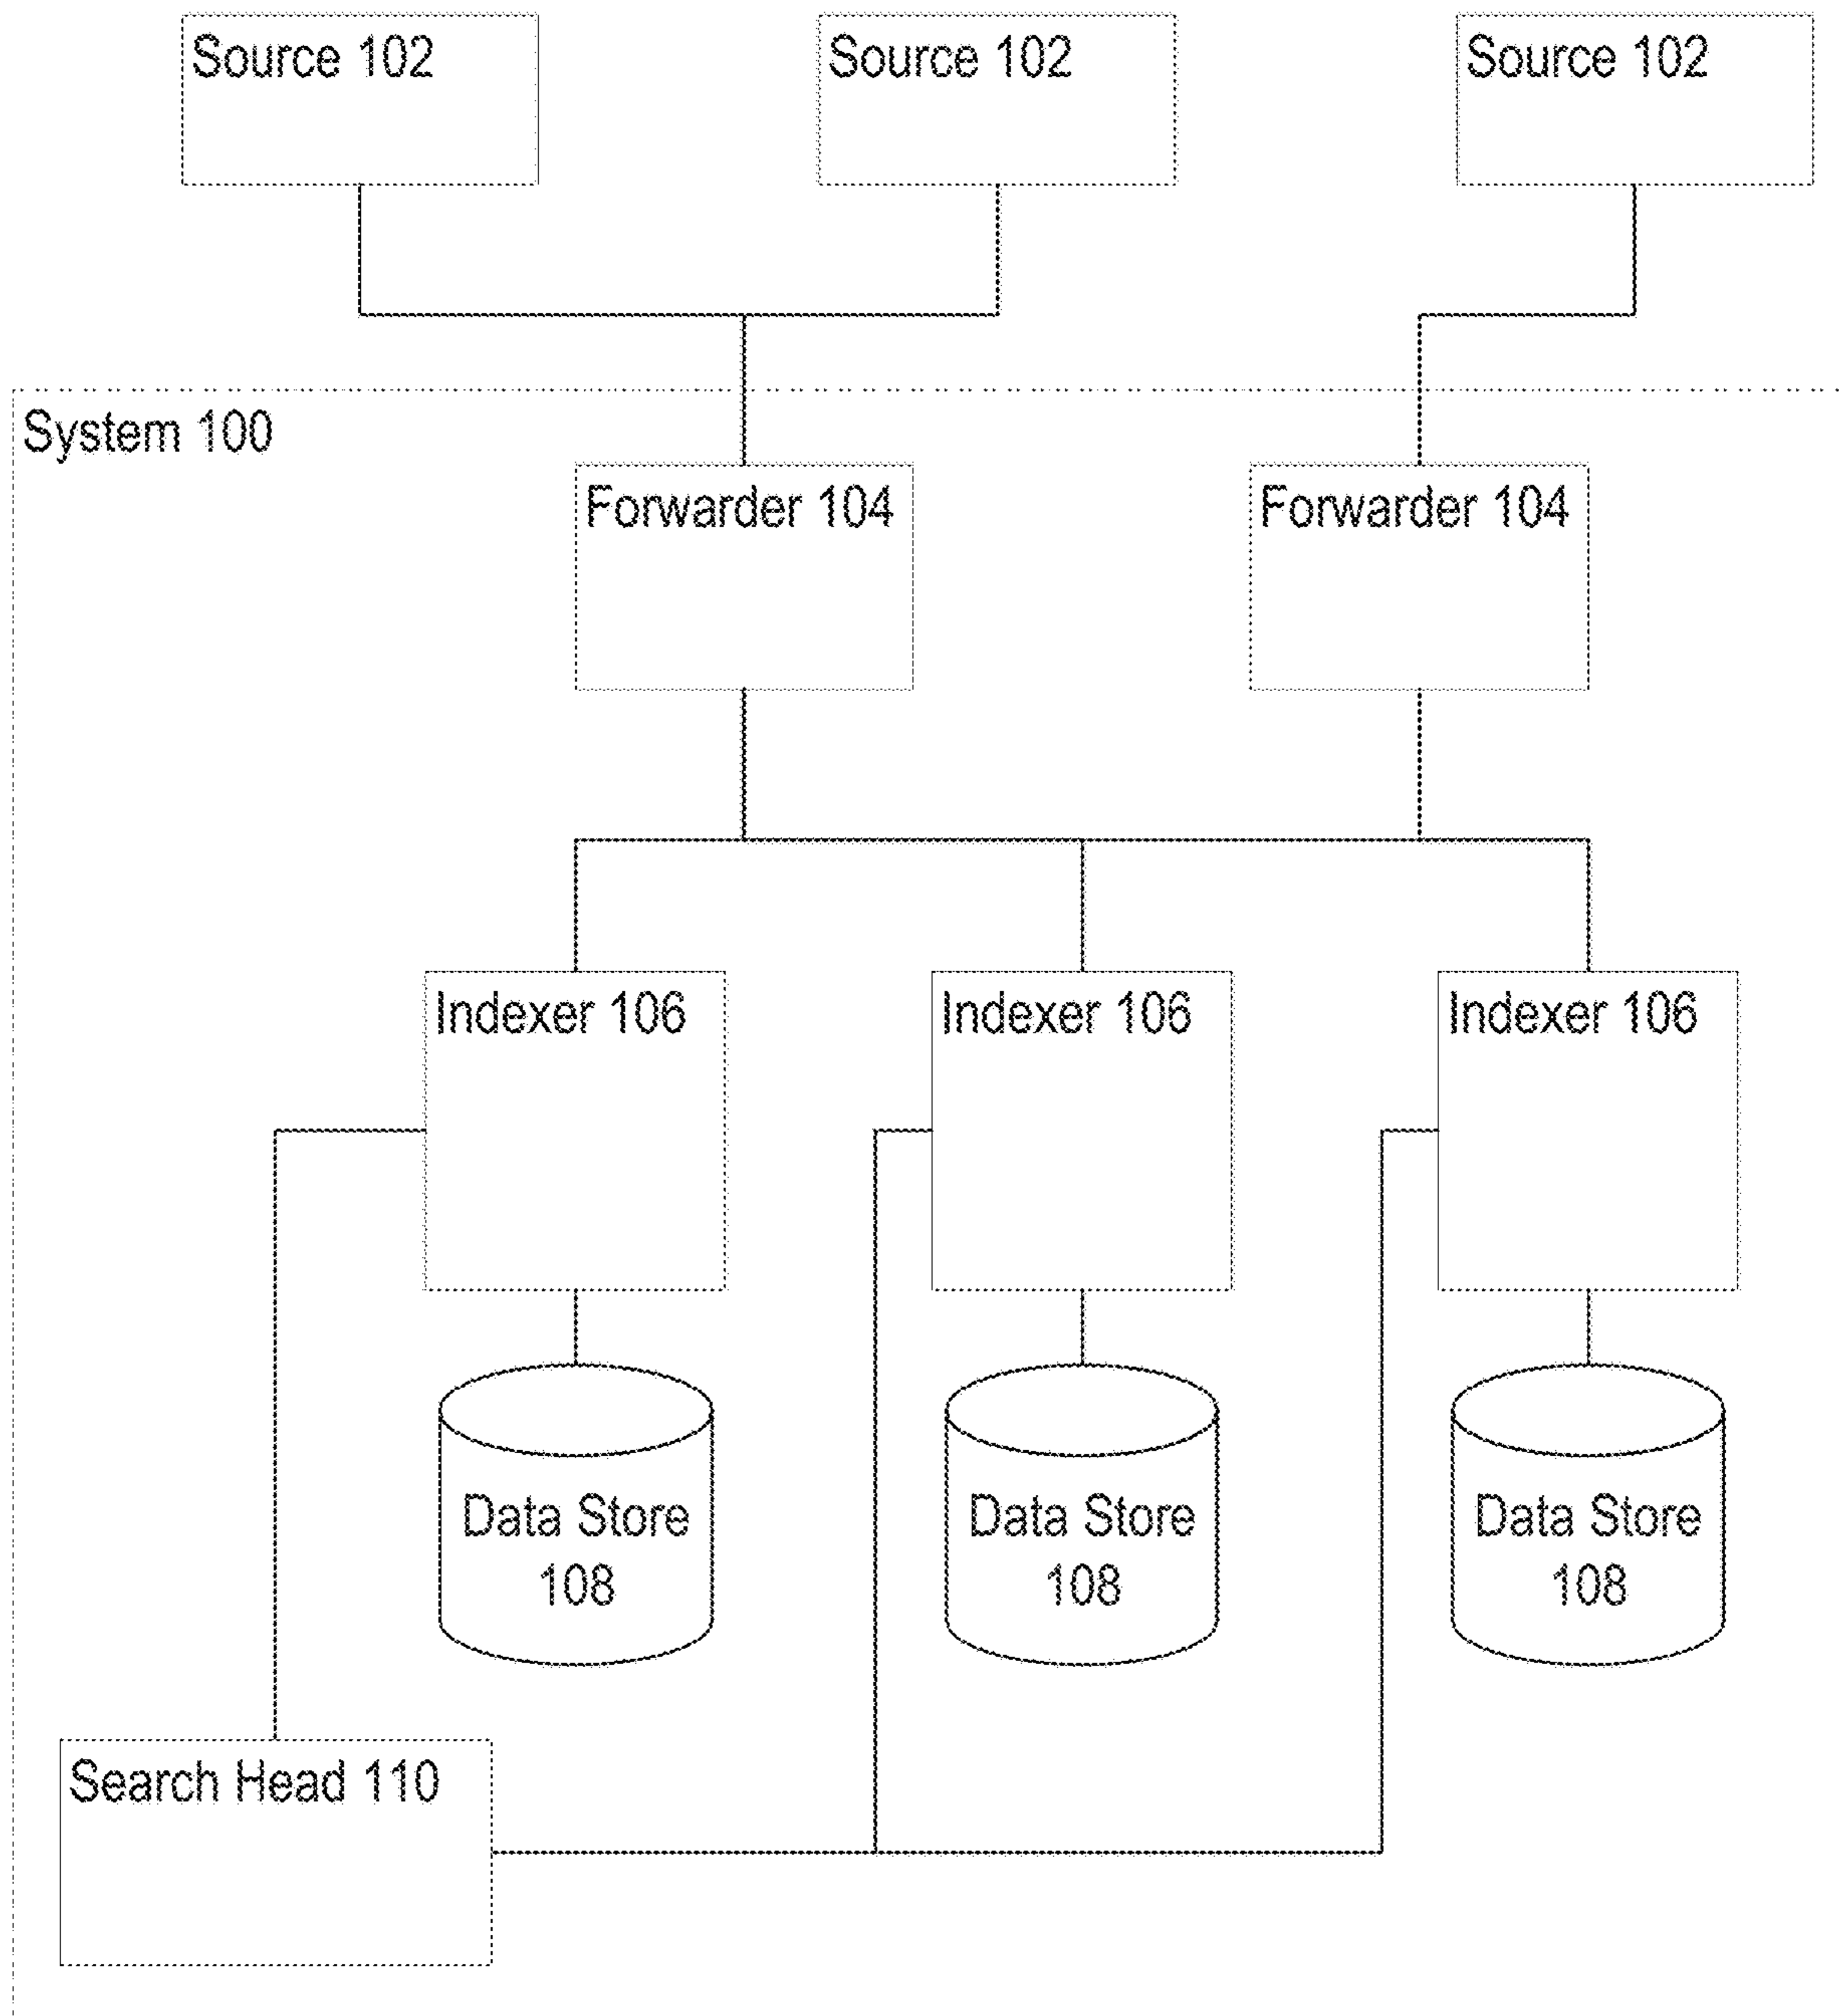 Source 102
Source 102
Source 102
System 100
Forwarder 104
Forwarder 104
Indexer 106
Indexer 106
Indexer 106
Data Store
108
Data Store
108
Data Store
108
Search Head 110